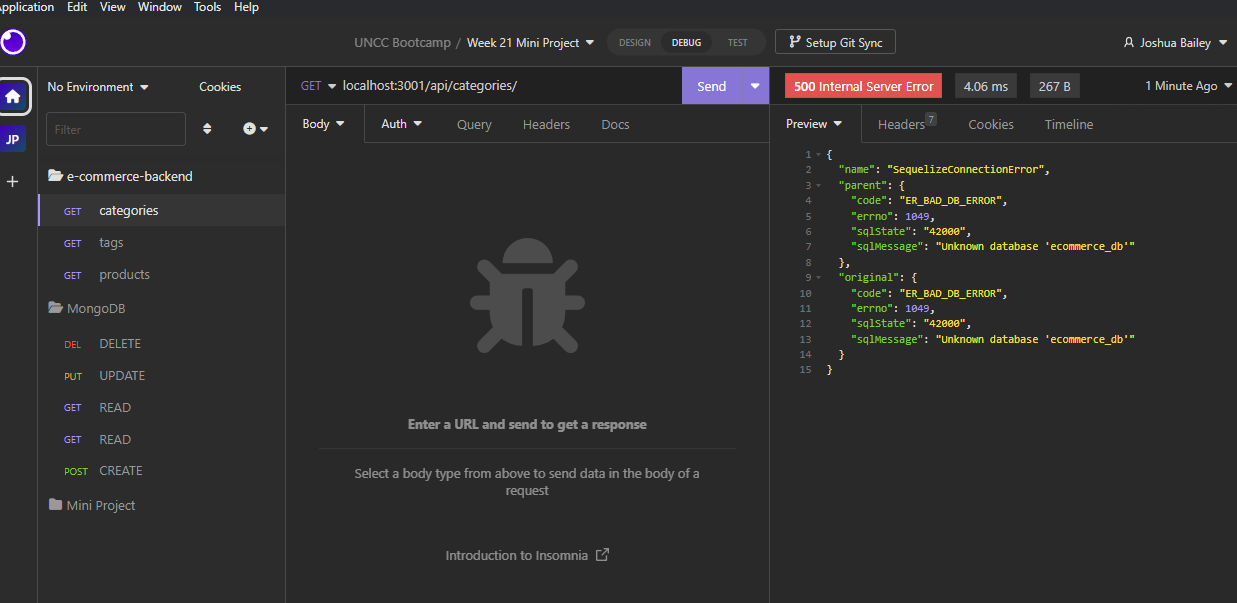 Application Edit View Window Tools Help
UNCC Bootcamp / Week 21 Mini Project DESIGN DEBUG TEST Setup Git Sync Joshua Bailey
No Environment Cookies
GET localhost:3001/api/categories/ Send
500 Internal Server Error 4.06 ms 267 B 1 Minute Ago
Filter
JP
Body Auth Query Headers Docs
Preview Headers 7 Cookies Timeline
e-commerce-backend
GET categories
GET tags
GET products
MongoDB
DEL DELETE
PUT UPDATE
GET READ
GET READ
POST CREATE
Mini Project
Enter a URL and send to get a response
Select a body type from above to send data in the body of a
request
Introduction to Insomnia
1 {
2 "name": "SequelizeConnectionError",
3 "parent": {
4 "code": "ER_BAD_DB_ERROR",
5 "errno": 1049,
6 "sqlState": "42000",
7 "sqlMessage": "Unknown database 'ecommerce_db'"
8 },
9 "original": {
10 "code": "ER_BAD_DB_ERROR",
11 "errno": 1049,
12 "sqlState": "42000",
13 "sqlMessage": "Unknown database 'ecommerce_db'"
14 }
15 }